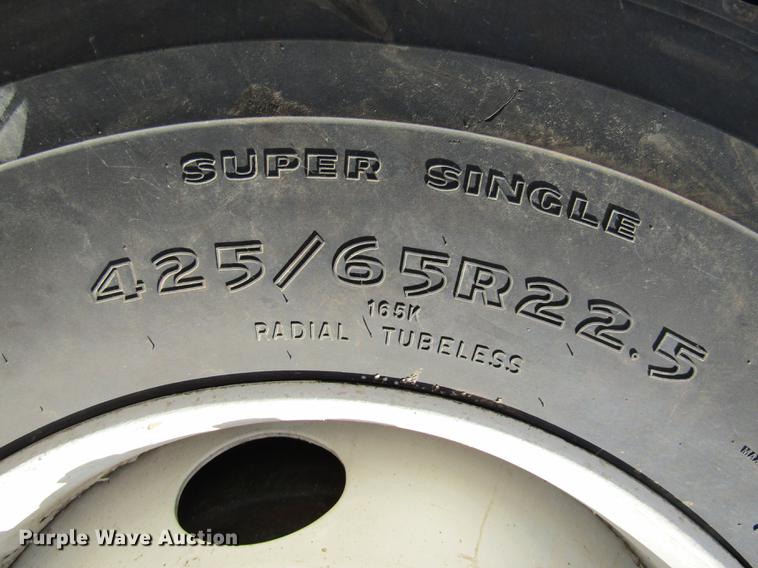 SUPER SINGLE
425/65R22.5
165K
RADIAL TUBELESS
Purple Wave Auction